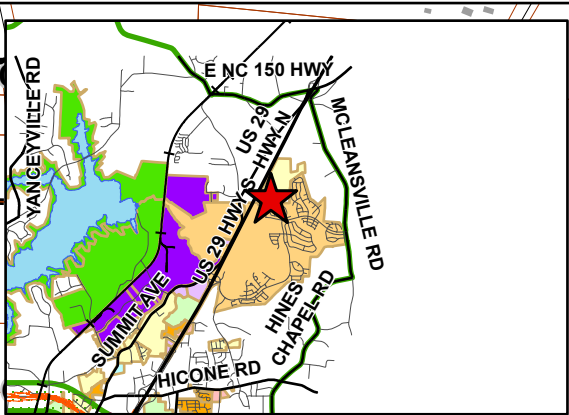 E NC 150 HWY
YANCEYVILLE RD
US 29
HWY N
MCLEANSVILLE RD
US 29 HWY S
SUMMIT AVE
HINES
CHAPEL RD
HICONE RD